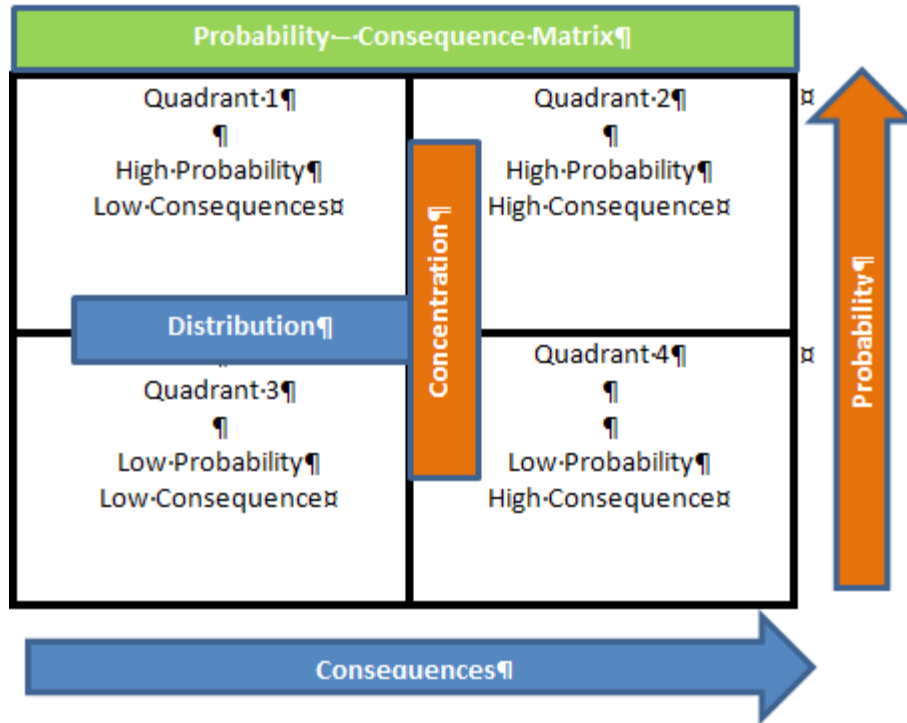 Probability·–·Consequence·Matrix¶
Quadrant·1¶
¶
High·Probability¶
Low·Consequences¤
Quadrant·2¶
¶
High·Probability¶
High·Consequence¤
¤
Distribution¶
Concentration¶
Quadrant·3¶
¶
Low·Probability¶
Low·Consequence¤
Quadrant·4¶
¶
¶
Low·Probability¶
High·Consequence¤
¤
Probability¶
Consequences¶